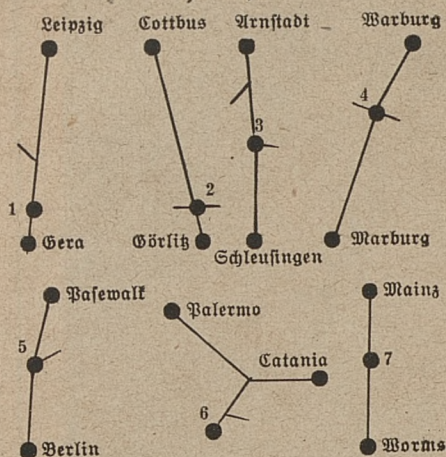 Leipzig Cottbus Arnstadt Warburg
4
3
2
1
Gera Görlitz Marburg
Schleusingen
Pasewalk Mainz
Palermo
5 Catania 7
6
Berlin Worms